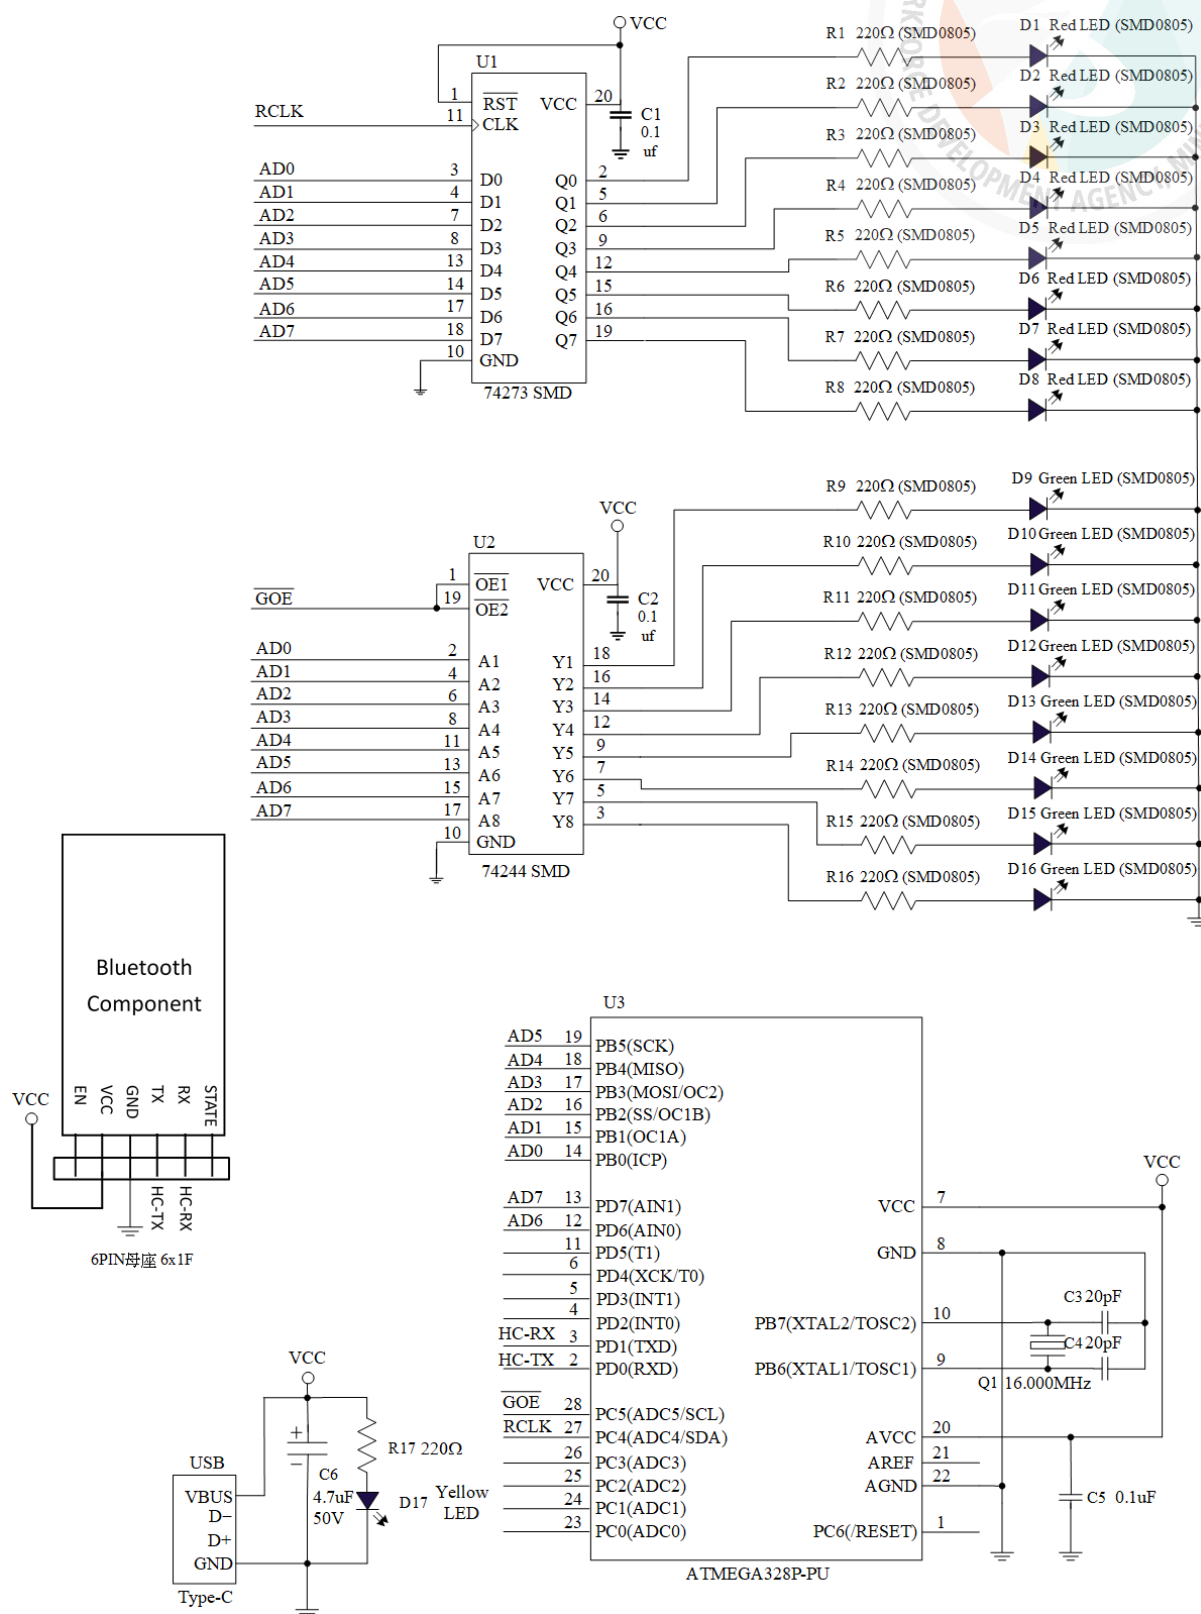 VCC
R1 220Ω (SMD0805)
D1 Red LED (SMD0805)
R2 220Ω (SMD0805)
D2 Red LED (SMD0805)
R3 220Ω (SMD0805)
D3 Red LED (SMD0805)
R4 220Ω (SMD0805)
D4 Red LED (SMD0805)
R5 220Ω (SMD0805)
D5 Red LED (SMD0805)
R6 220Ω (SMD0805)
D6 Red LED (SMD0805)
R7 220Ω (SMD0805)
D7 Red LED (SMD0805)
R8 220Ω (SMD0805)
D8 Red LED (SMD0805)
DEVELOPMENT AGENCY
U1
1 RST VCC 20
RCLK 11 CLK
C1
0.1
uf
AD0 3 D0 Q0 2
AD1 4 D1 Q1 5
AD2 7 D2 Q2 6
AD3 8 D3 Q3 9
AD4 13 D4 Q4 12
AD5 14 D5 Q5 15
AD6 17 D6 Q6 16
AD7 18 D7 Q7 19
10 GND
74273 SMD
R9 220Ω (SMD0805)
D9 Green LED (SMD0805)
R10 220Ω (SMD0805)
D10 Green LED (SMD0805)
R11 220Ω (SMD0805)
D11 Green LED (SMD0805)
R12 220Ω (SMD0805)
D12 Green LED (SMD0805)
R13 220Ω (SMD0805)
D13 Green LED (SMD0805)
R14 220Ω (SMD0805)
D14 Green LED (SMD0805)
R15 220Ω (SMD0805)
D15 Green LED (SMD0805)
R16 220Ω (SMD0805)
D16 Green LED (SMD0805)
VCC
U2
1 OE1 VCC 20
GOE 19 OE2
C2
0.1
uf
AD0 2 A1 Y1 18
AD1 4 A2 Y2 16
AD2 6 A3 Y3 14
AD3 8 A4 Y4 12
AD4 11 A5 Y5 9
AD5 13 A6 Y6 7
AD6 15 A7 Y7 5
AD7 17 A8 Y8 3
10 GND
74244 SMD
Bluetooth
Component
EN
VCC
GND
TX
RX
STATE
VCC
HC-TX
HC-RX
6PIN母座 6x1F
U3
AD5 19 PB5(SCK)
AD4 18 PB4(MISO)
AD3 17 PB3(MOSI/OC2)
AD2 16 PB2(SS/OC1B)
AD1 15 PB1(OC1A)
AD0 14 PB0(ICP)
AD7 13 PD7(AIN1)
AD6 12 PD6(AIN0)
11 PD5(T1)
6 PD4(XCK/T0)
5 PD3(INT1)
4 PD2(INT0)
HC-RX 3 PD1(TXD)
HC-TX 2 PD0(RXD)
GOE 28 PC5(ADC5/SCL)
RCLK 27 PC4(ADC4/SDA)
26 PC3(ADC3)
25 PC2(ADC2)
24 PC1(ADC1)
23 PC0(ADC0)
VCC
VCC 7
GND 8
C3 20pF
PB7(XTAL2/TOSC2) 10
C4 20pF
PB6(XTAL1/TOSC1) 9
Q1 16.000MHz
AVCC 20
AREF 21
AGND 22
C5 0.1uF
PC6(/RESET) 1
ATMEGA328P-PU
VCC
R17 220Ω
+
−
C6
4.7uF
50V
D17 Yellow
LED
USB
VBUS
D−
D+
GND
Type-C